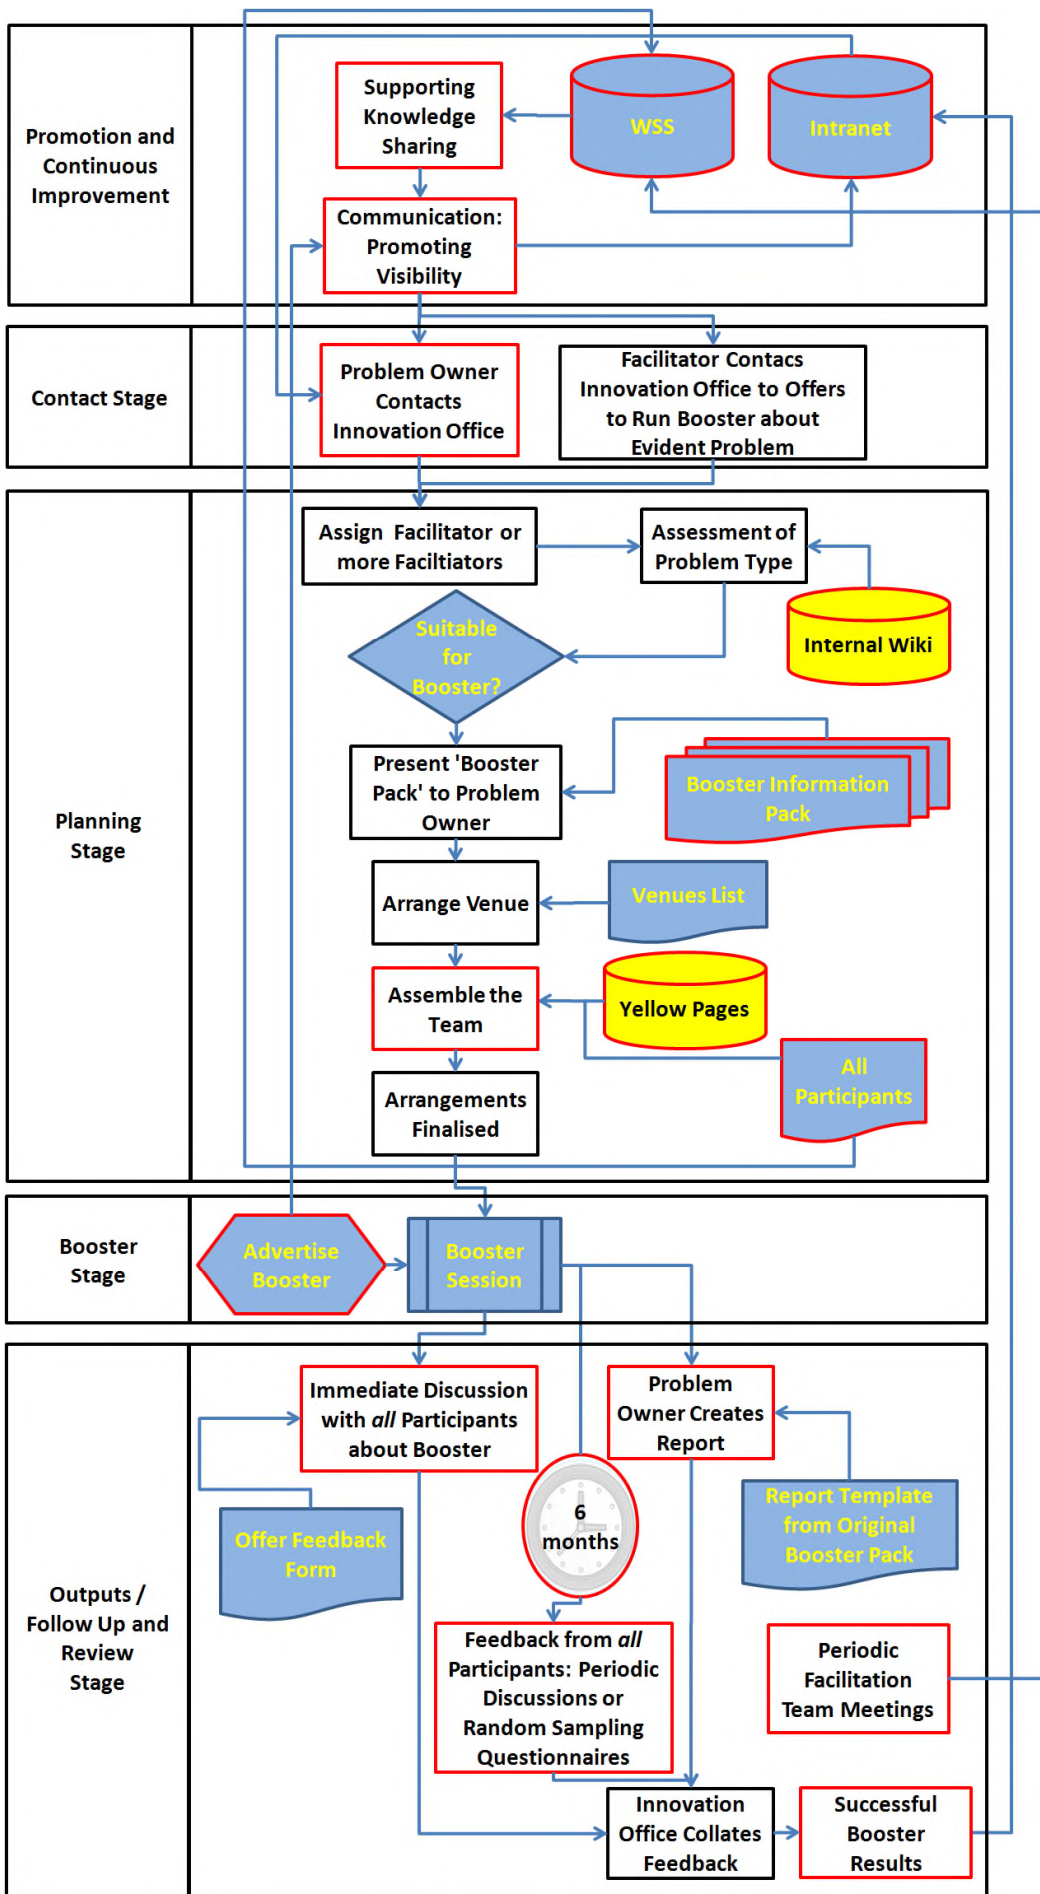 Promotion and
Continuous
Improvement
Supporting
Knowledge
Sharing
WSS
Intranet
Communication:
Promoting
Visibility
Contact Stage
Problem Owner
Contacts
Innovation Office
Facilitator Contacs
Innovation Office to Offers
to Run Booster about
Evident Problem
Planning
Stage
Assign Facilitator or
more Faciltiators
Assessment of
Problem Type
Internal Wiki
Suitable
for
Booster?
Present 'Booster
Pack' to Problem
Owner
Booster Information
Pack
Arrange Venue
Venues List
Assemble the
Team
Yellow Pages
All
Participants
Arrangements
Finalised
Booster
Stage
Advertise
Booster
Booster
Session
Outputs /
Follow Up and
Review
Stage
Immediate Discussion
with all Participants
about Booster
Problem
Owner Creates
Report
Offer Feedback
Form
6
months
Report Template
from Original
Booster Pack
Feedback from all
Participants: Periodic
Discussions or
Random Sampling
Questionnaires
Periodic
Facilitation
Team Meetings
Innovation
Office Collates
Feedback
Successful
Booster
Results